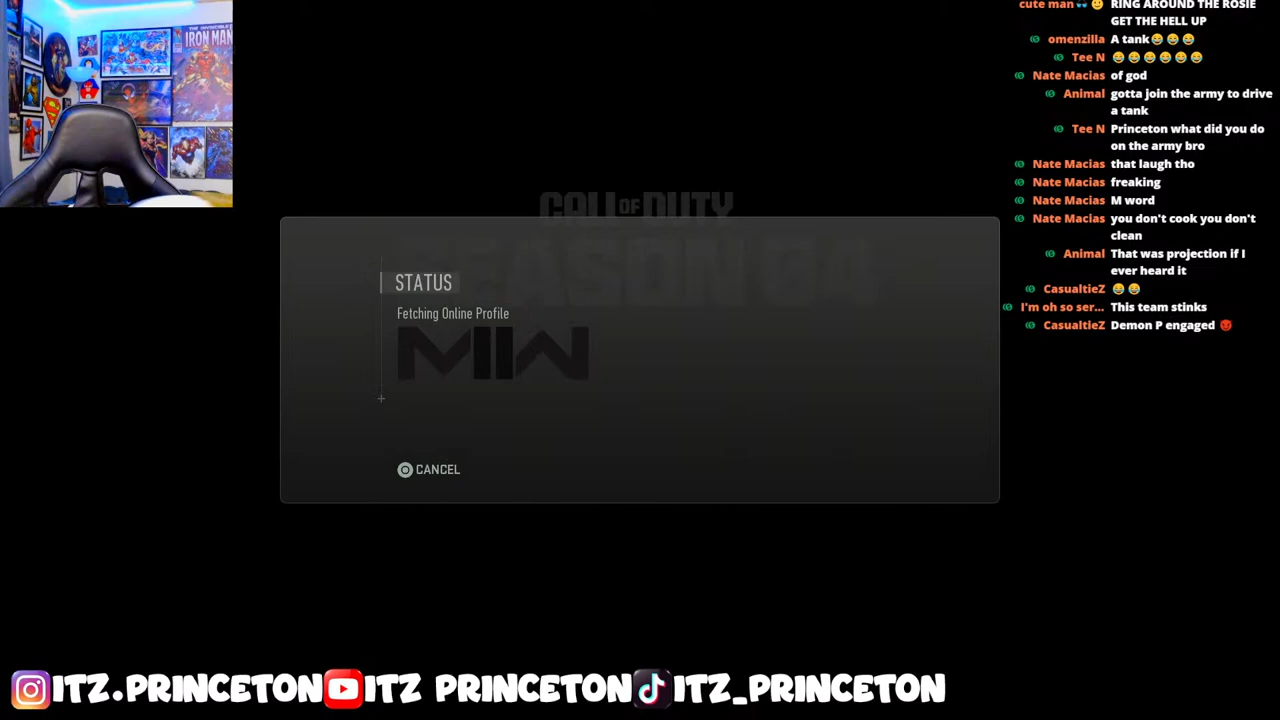 THE INVINCIBLE
IRON MAN
cute man 🕶️ 🙂 RING AROUND THE ROSIE
GET THE HELL UP
omenzilla A tank😂😂😂
Tee N 😂😂😂😂😂😂
Nate Macias of god
Animal gotta join the army to drive
a tank
Tee N Princeton what did you do
on the army bro
Nate Macias that laugh tho
Nate Macias freaking
Nate Macias M word
Nate Macias you don't cook you don't
clean
Animal That was projection if I
ever heard it
CasualtieZ 😂😂
I'm oh so ser... This team stinks
CasualtieZ Demon P engaged 😈
CALL OF DUTY
SEASON 04
STATUS
Fetching Online Profile
MW
CANCEL
ITZ.PRINCETON ITZ PRINCETON ITZ_PRINCETON